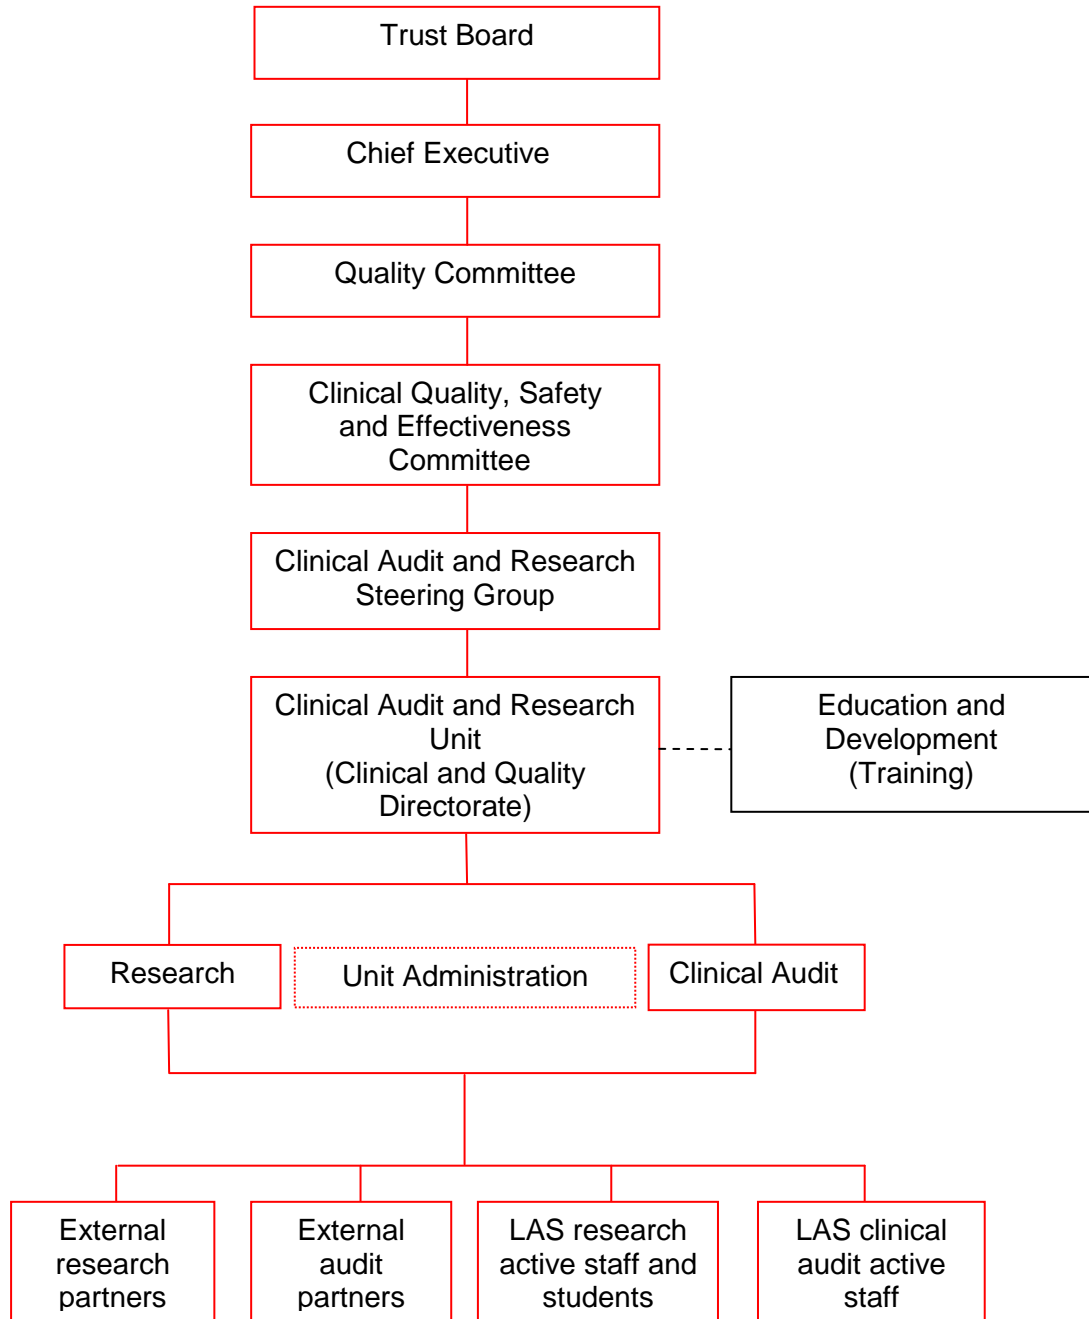 Trust Board
Chief Executive
Quality Committee
Clinical Quality, Safety
and Effectiveness
Committee
Clinical Audit and Research
Steering Group
Clinical Audit and Research
Unit
(Clinical and Quality
Directorate)
Education and
Development
(Training)
Research
Unit Administration
Clinical Audit
External
research
partners
External
audit
partners
LAS research
active staff and
students
LAS clinical
audit active
staff